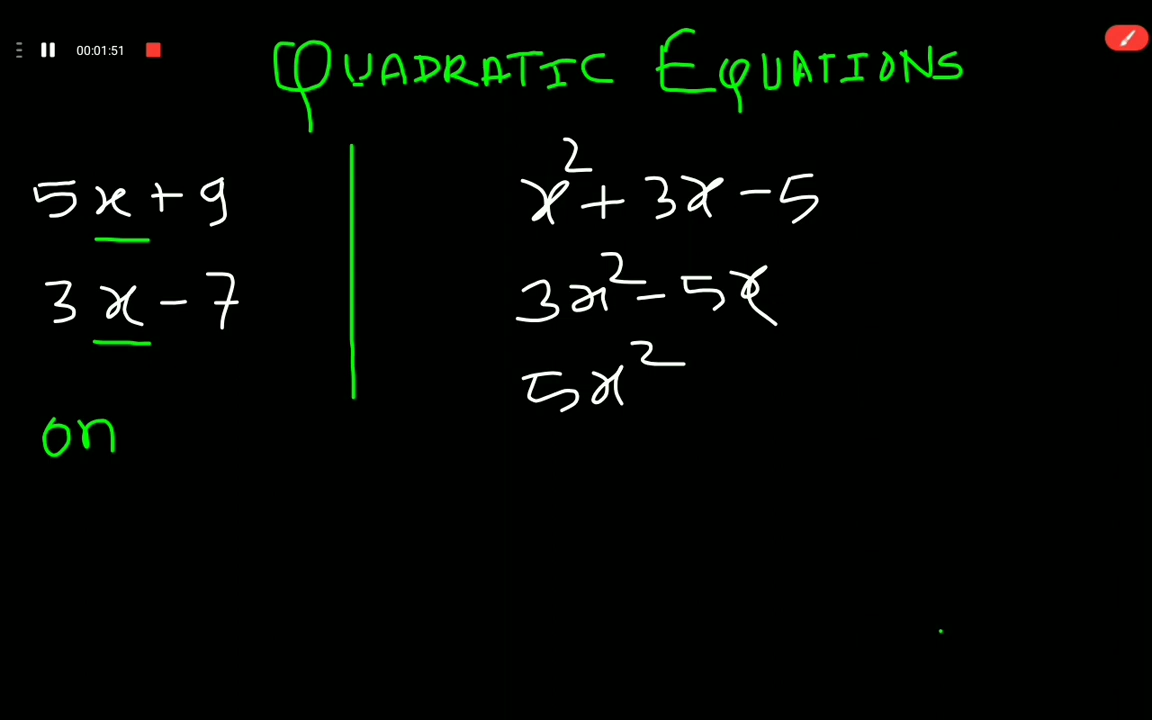 00:01:51
QUADRATIC EQUATIONS
5x + 9
3x - 7
on
x² + 3x - 5
3x² - 5x
5x²